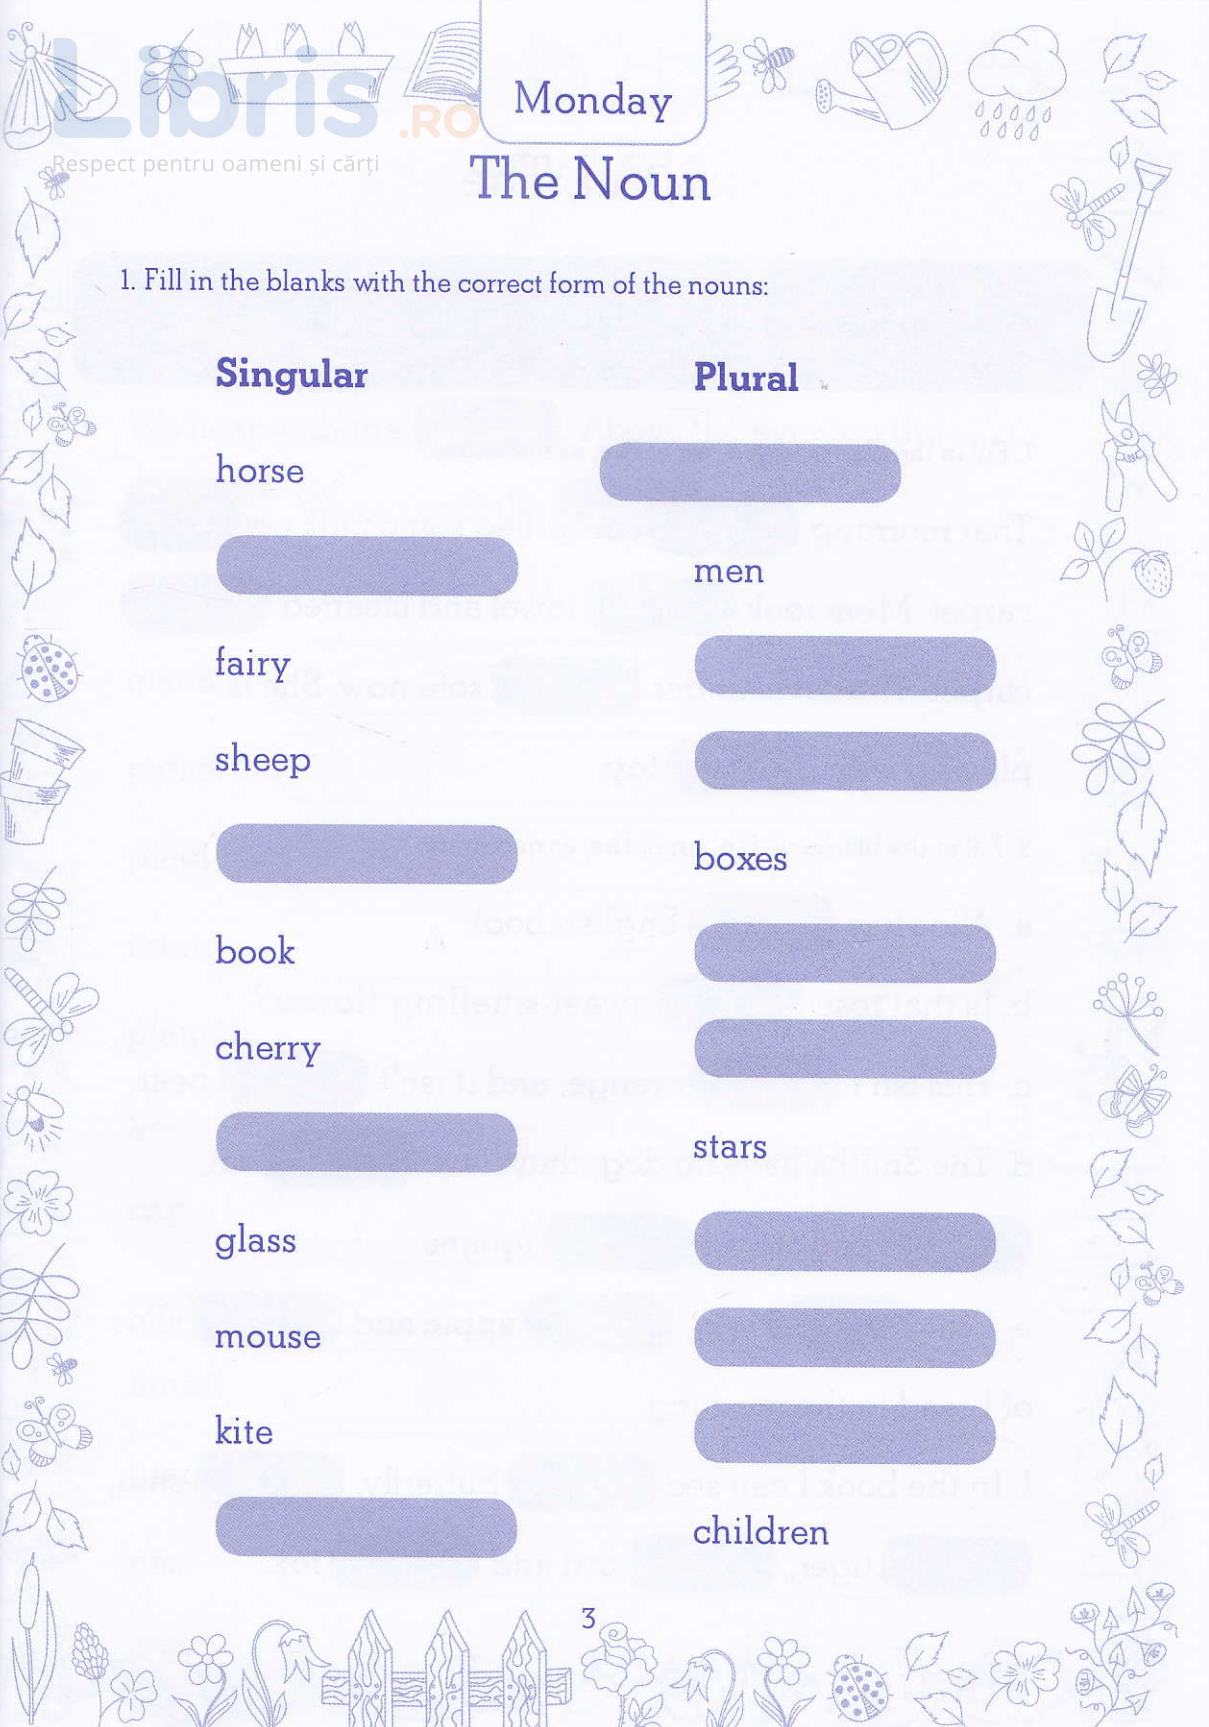 Libris.RO
Respect pentru oameni și cărți
Monday
The Noun
1. Fill in the blanks with the correct form of the nouns:
Singular Plural
horse
men
fairy
sheep
boxes
book
cherry
stars
glass
mouse
kite
children
3